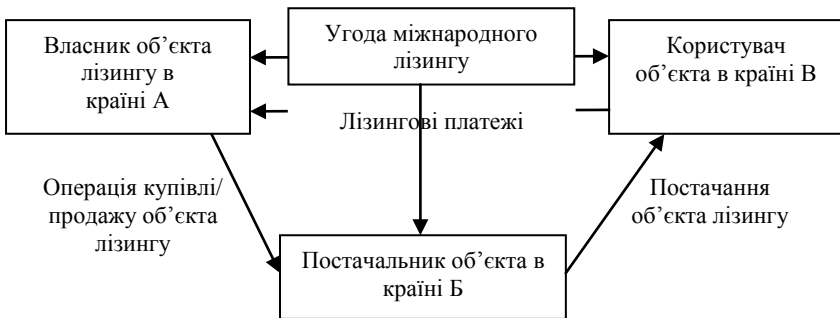 Власник об’єкта
лізингу в
країні А
Угода міжнародного
лізингу
Користувач
об’єкта в країні В
Лізингові платежі
Операція купівлі/
продажу об’єкта
лізингу
Постачання
об’єкта лізингу
Постачальник об’єкта в
країні Б